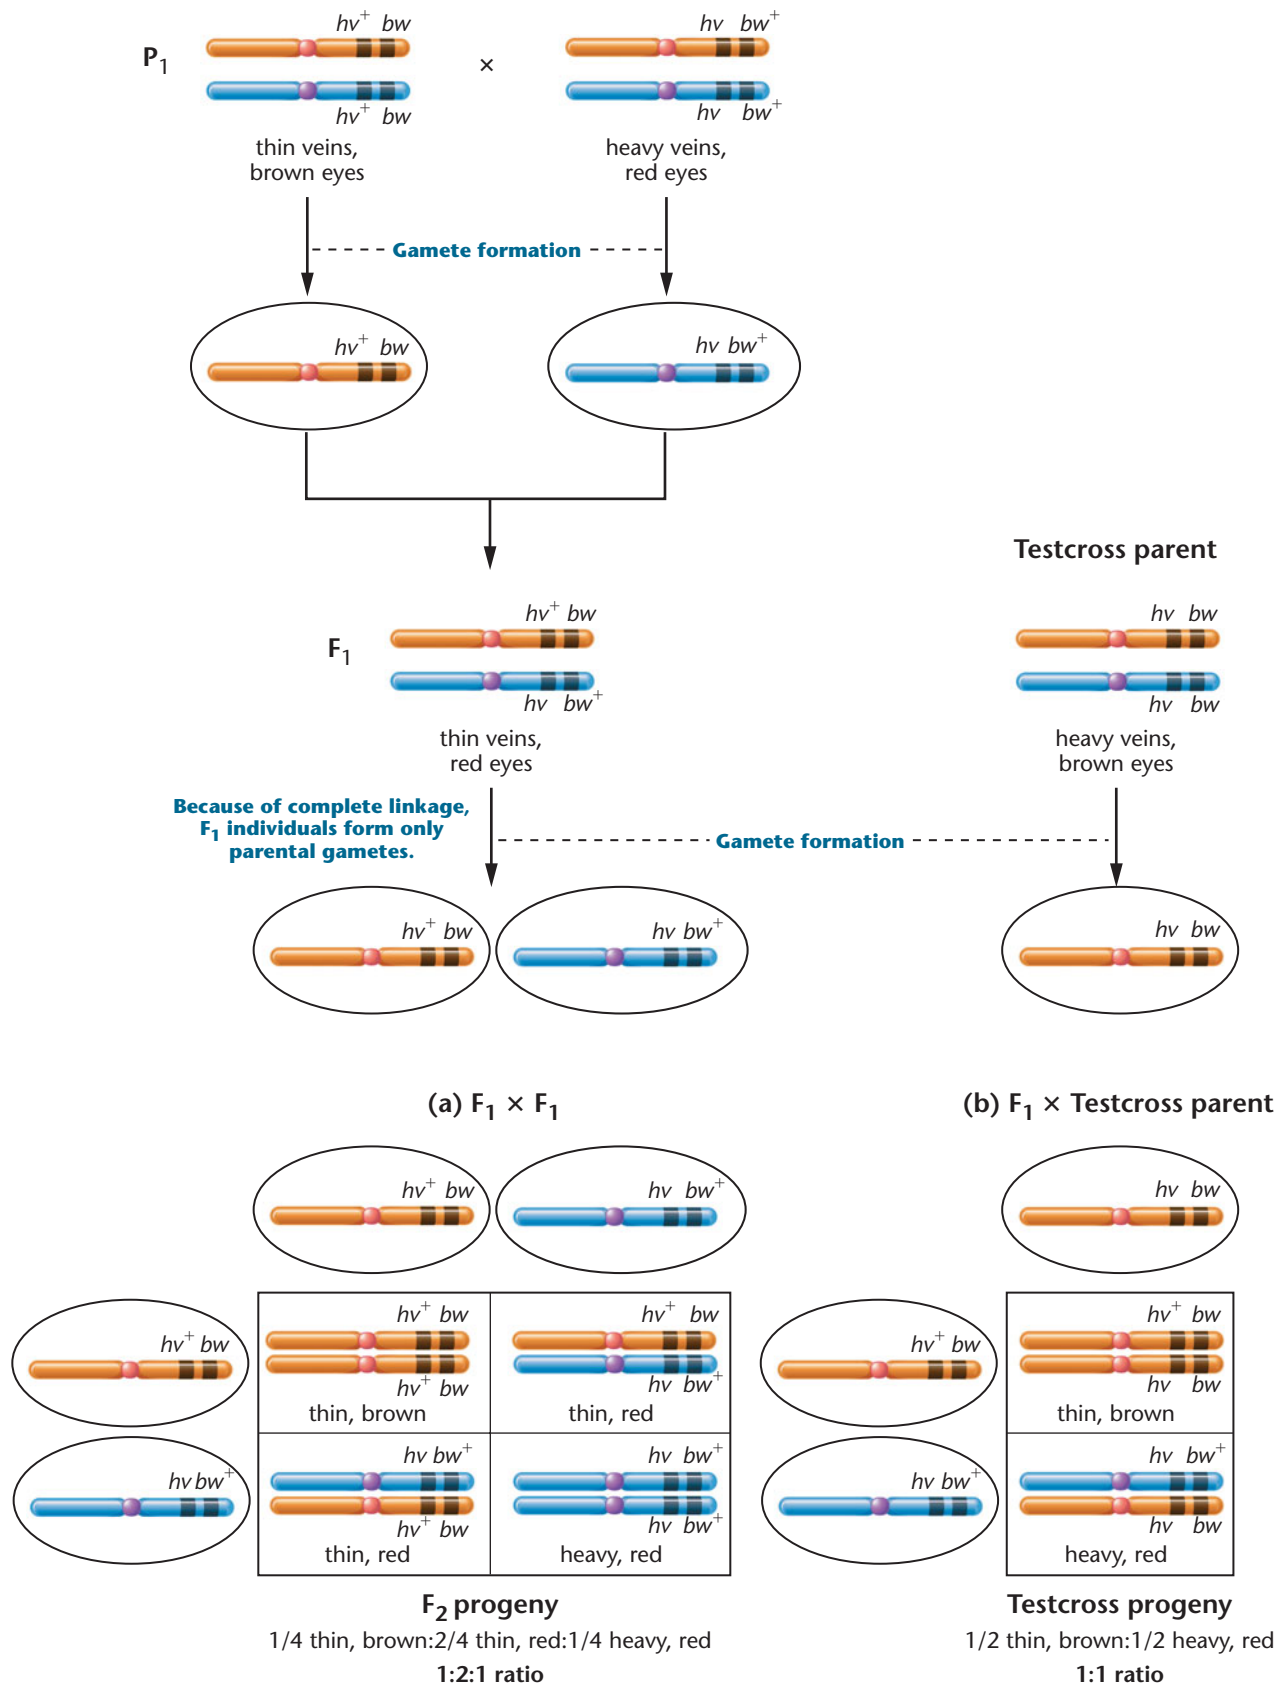 hv+ bw
hv bw+
P1
×
hv+ bw
hv bw+
thin veins,
brown eyes
heavy veins,
red eyes
Gamete formation
hv+ bw
hv bw+
Testcross parent
hv+ bw
hv bw
F1
hv bw+
hv bw
thin veins,
red eyes
heavy veins,
brown eyes
Because of complete linkage,
F1 individuals form only
parental gametes.
Gamete formation
hv+ bw
hv bw+
hv bw
(a) F1 × F1
(b) F1 × Testcross parent
hv+ bw
hv bw+
hv bw
hv+ bw
hv+ bw
hv+ bw
thin, brown
hv+ bw
hv bw+
thin, red
hv bw+
hv bw+
hv+ bw
thin, red
hv bw+
hv bw+
heavy, red
F2 progeny
1/4 thin, brown:2/4 thin, red:1/4 heavy, red
1:2:1 ratio
hv+ bw
hv+ bw
hv bw
thin, brown
hv bw+
hv bw+
hv bw
heavy, red
Testcross progeny
1/2 thin, brown:1/2 heavy, red
1:1 ratio